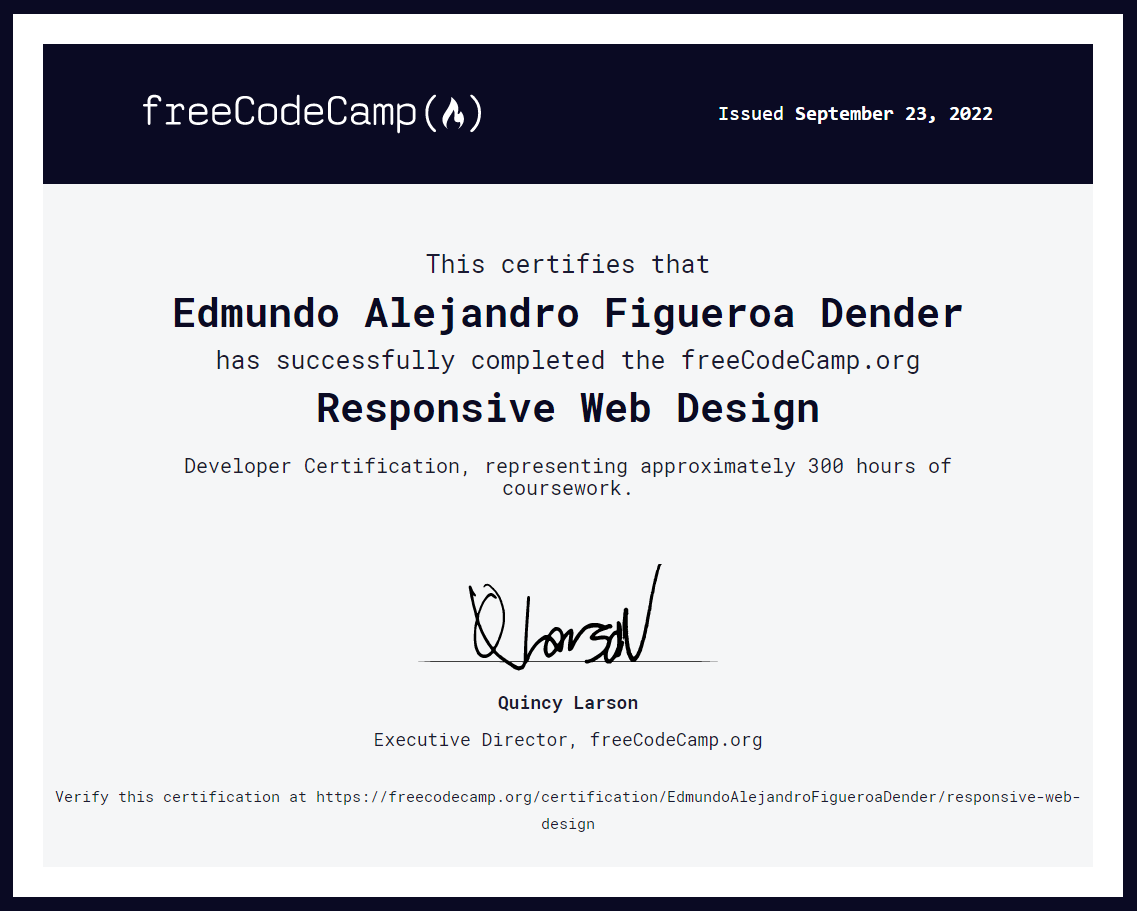 freeCodeCamp(🔥)
Issued September 23, 2022
This certifies that
Edmundo Alejandro Figueroa Dender
has successfully completed the freeCodeCamp.org
Responsive Web Design
Developer Certification, representing approximately 300 hours of
coursework.
Q Larson
Quincy Larson
Executive Director, freeCodeCamp.org
Verify this certification at https://freecodecamp.org/certification/EdmundoAlejandroFigueroaDender/responsive-web-
design